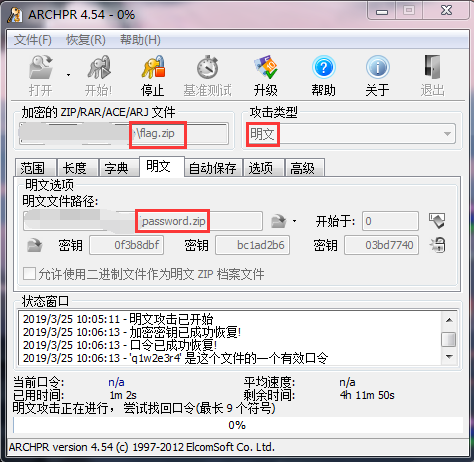 ARCHPR 4.54 - 0%
文件(F) 恢复(R) 帮助(H)
打开 开始! 停止 基准测试 升级 帮助 关于 退出
加密的 ZIP/RAR/ACE/ARJ 文件 攻击类型
\flag.zip 明文
范围 长度 字典 明文 自动保存 选项 高级
明文选项
明文文件路径:
password.zip 开始于: 0
密钥 0f3b8dbf 密钥 bc1ad2b6 密钥 03bd7740
允许使用二进制文件作为明文 ZIP 档案文件
状态窗口
2019/3/25 10:05:11 - 明文攻击已开始
2019/3/25 10:06:13 - 加密密钥已成功恢复!
2019/3/25 10:06:13 - 口令已成功恢复!
2019/3/25 10:06:13 - 'q1w2e3r4' 是这个文件的一个有效口令
当前口令: n/a 平均速度: n/a
已用时间: 1m 2s 剩余时间: 4h 11m 50s
明文攻击正在进行，尝试找回口令(最长 9 个符号)
0%
ARCHPR version 4.54 (c) 1997-2012 ElcomSoft Co. Ltd.